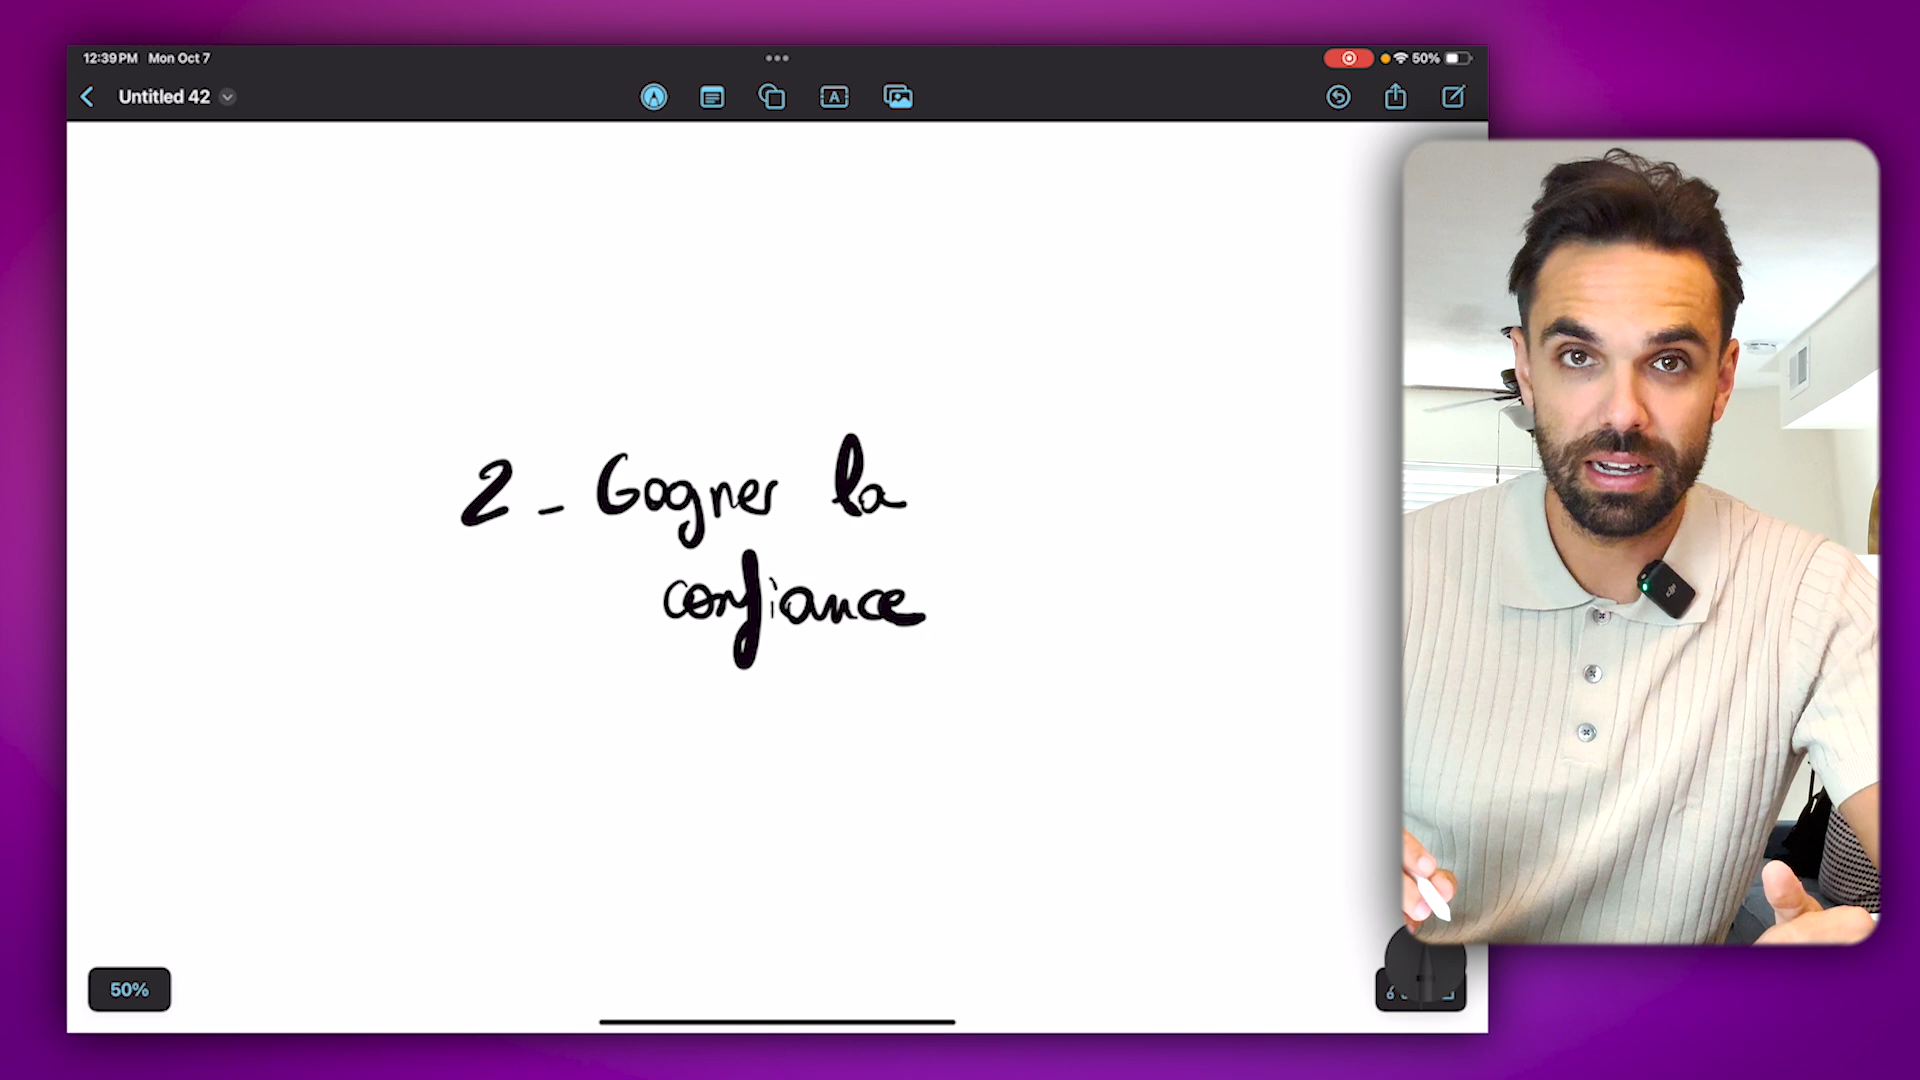 12:39 PM Mon Oct 7
50%
Untitled 42
A
2 - Gagner la
confiance
50%